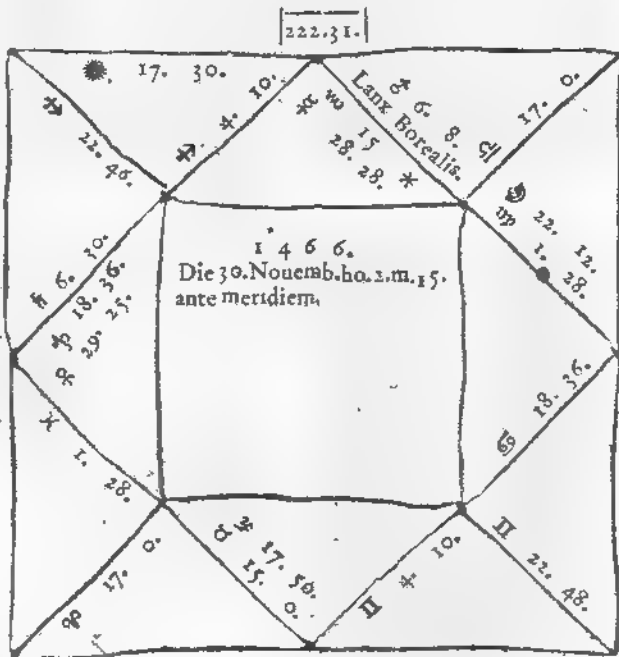 222.31.
17. 30.
♐ 22. 46.
♐. 4. 10.
♏ 15
28. 28. ✶
♂ 6. 8.
Lanx Borealis.
♎ 17. 0.
22. 12.
♍ 1. 28.
1 4 6 6.
Die 30. Nouemb. ho. 2. m. 15.
ante meridiem.
♄ 6. 30.
♑ 18. 36.
29. 25.
♓ 1. 28.
♋ 18. 36.
17. 0.
♉ ♃ 17. 50.
15. 0.
♊ 4. 10.
♊ 22. 48.